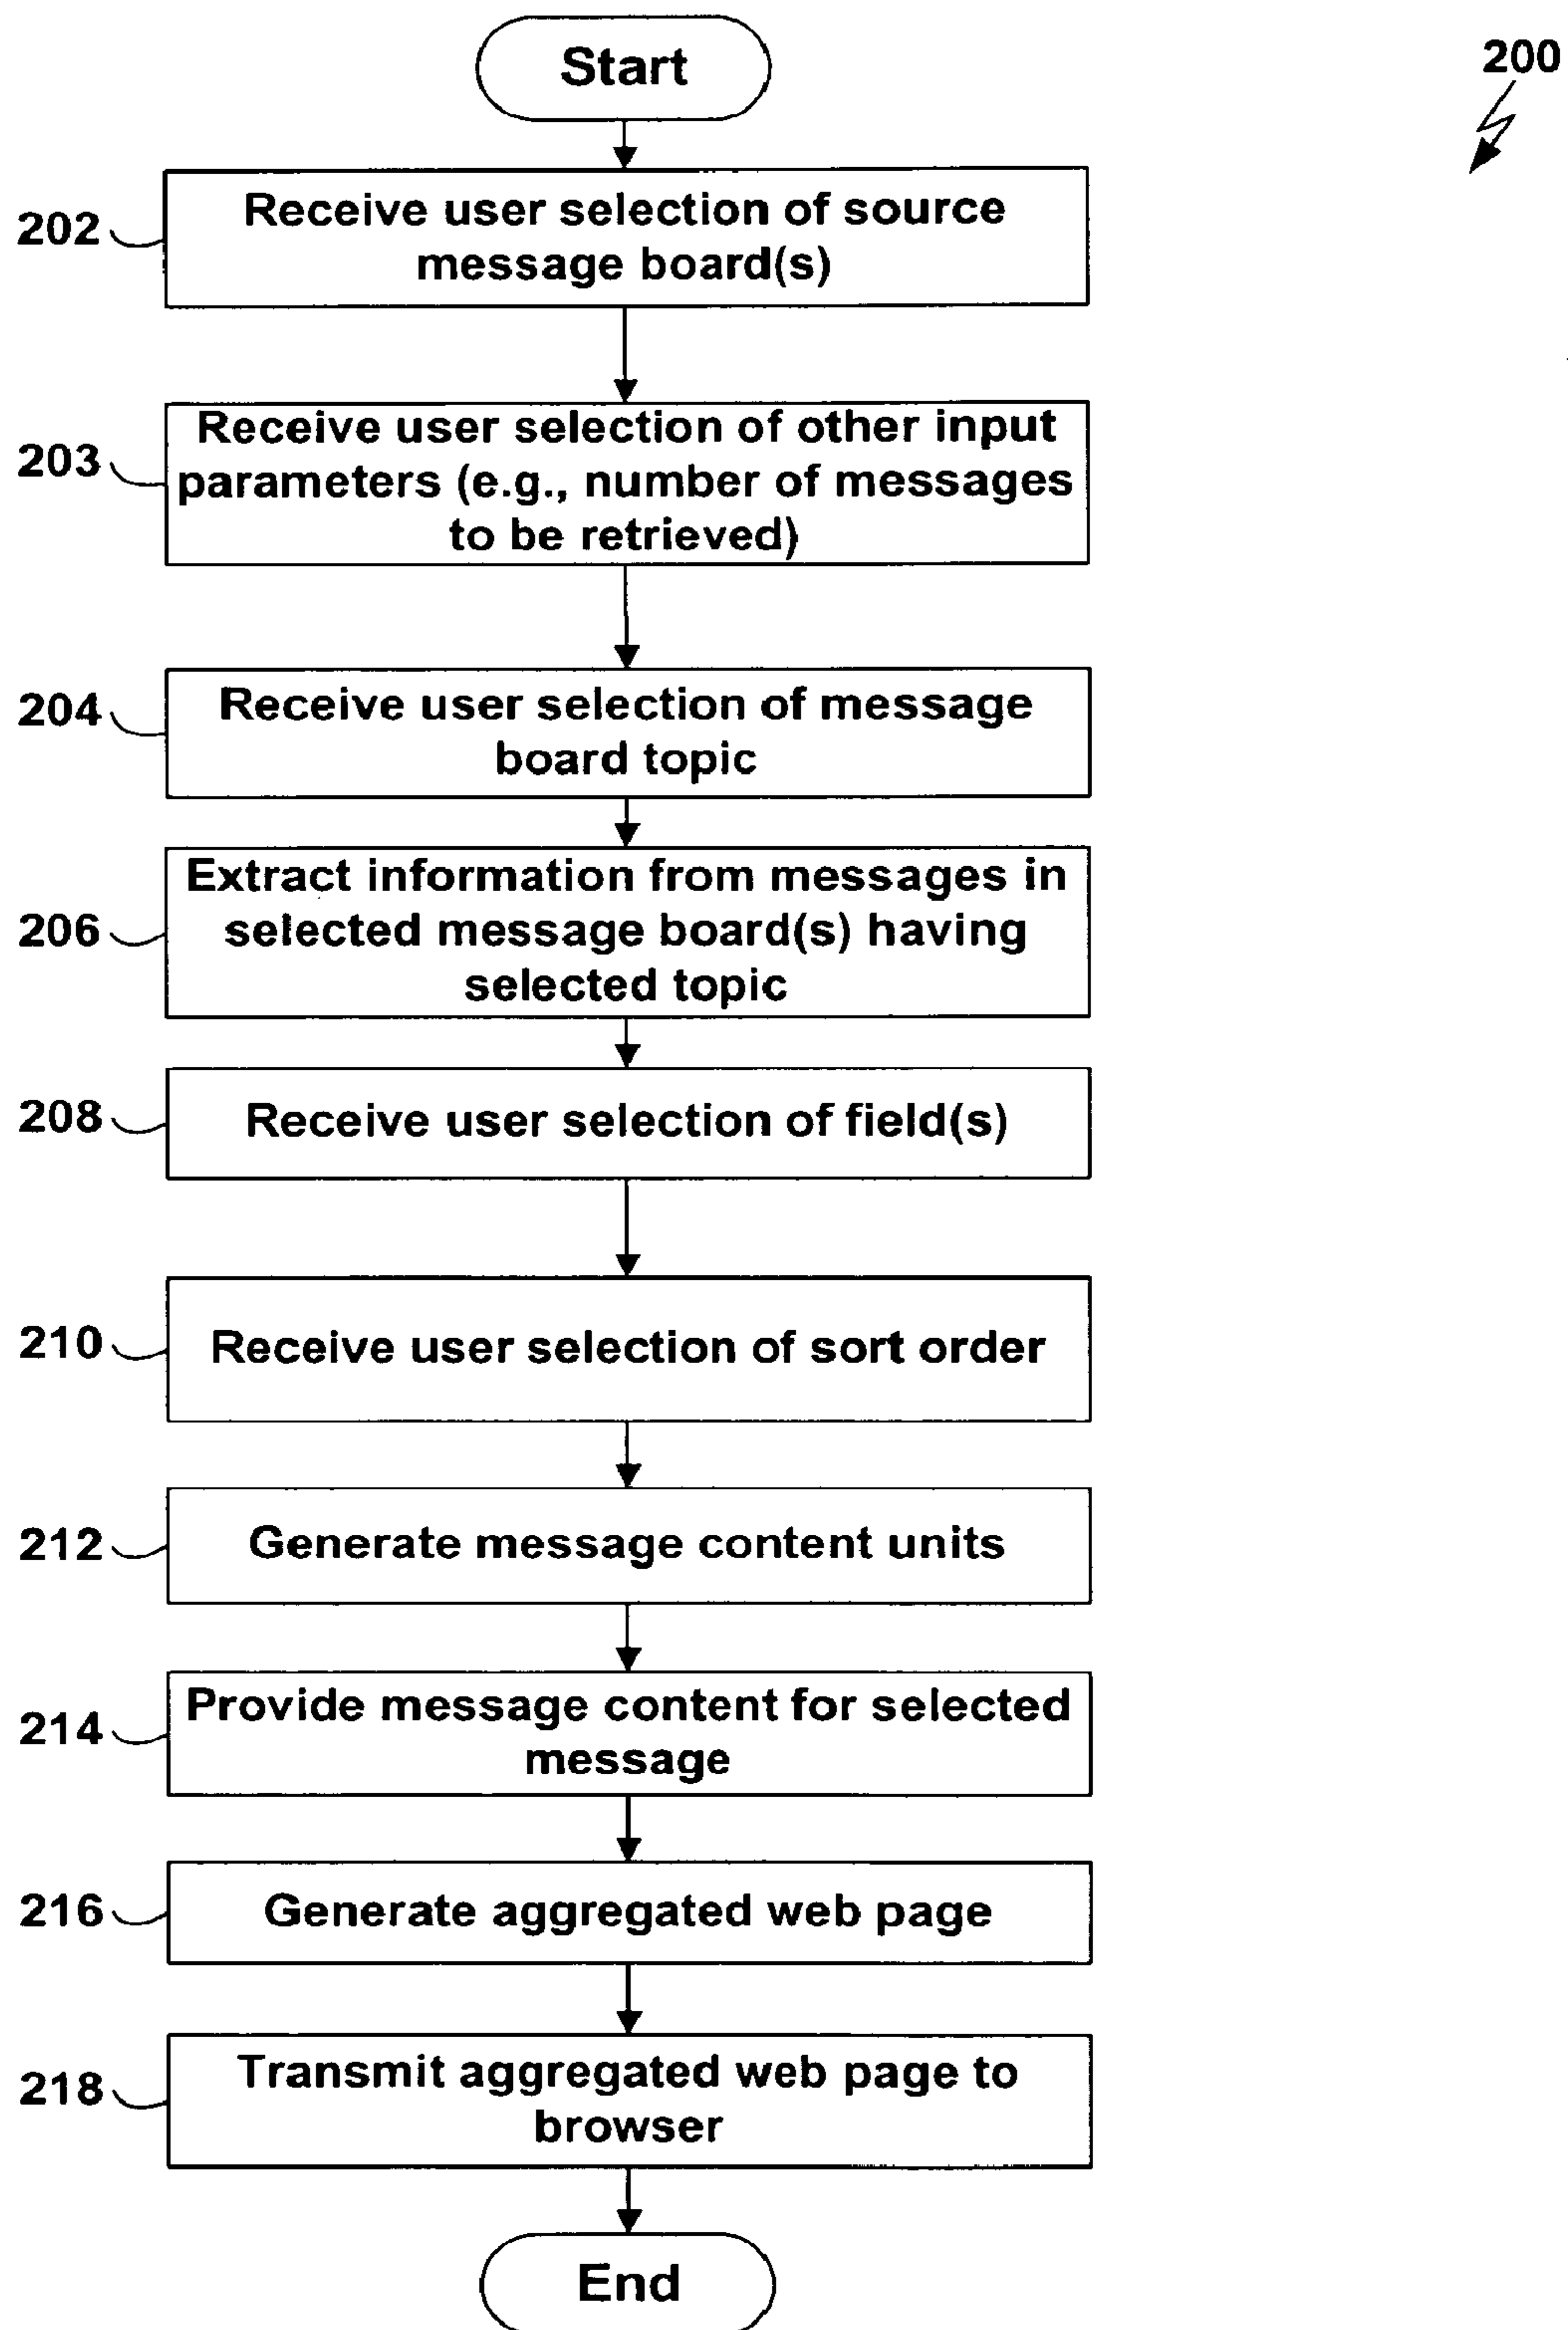 Start
200
202
Receive user selection of source
message board(s)
203
Receive user selection of other input
parameters (e.g., number of messages
to be retrieved)
204
Receive user selection of message
board topic
206
Extract information from messages in
selected message board(s) having
selected topic
208
Receive user selection of field(s)
210
Receive user selection of sort order
212
Generate message content units
214
Provide message content for selected
message
216
Generate aggregated web page
218
Transmit aggregated web page to
browser
End